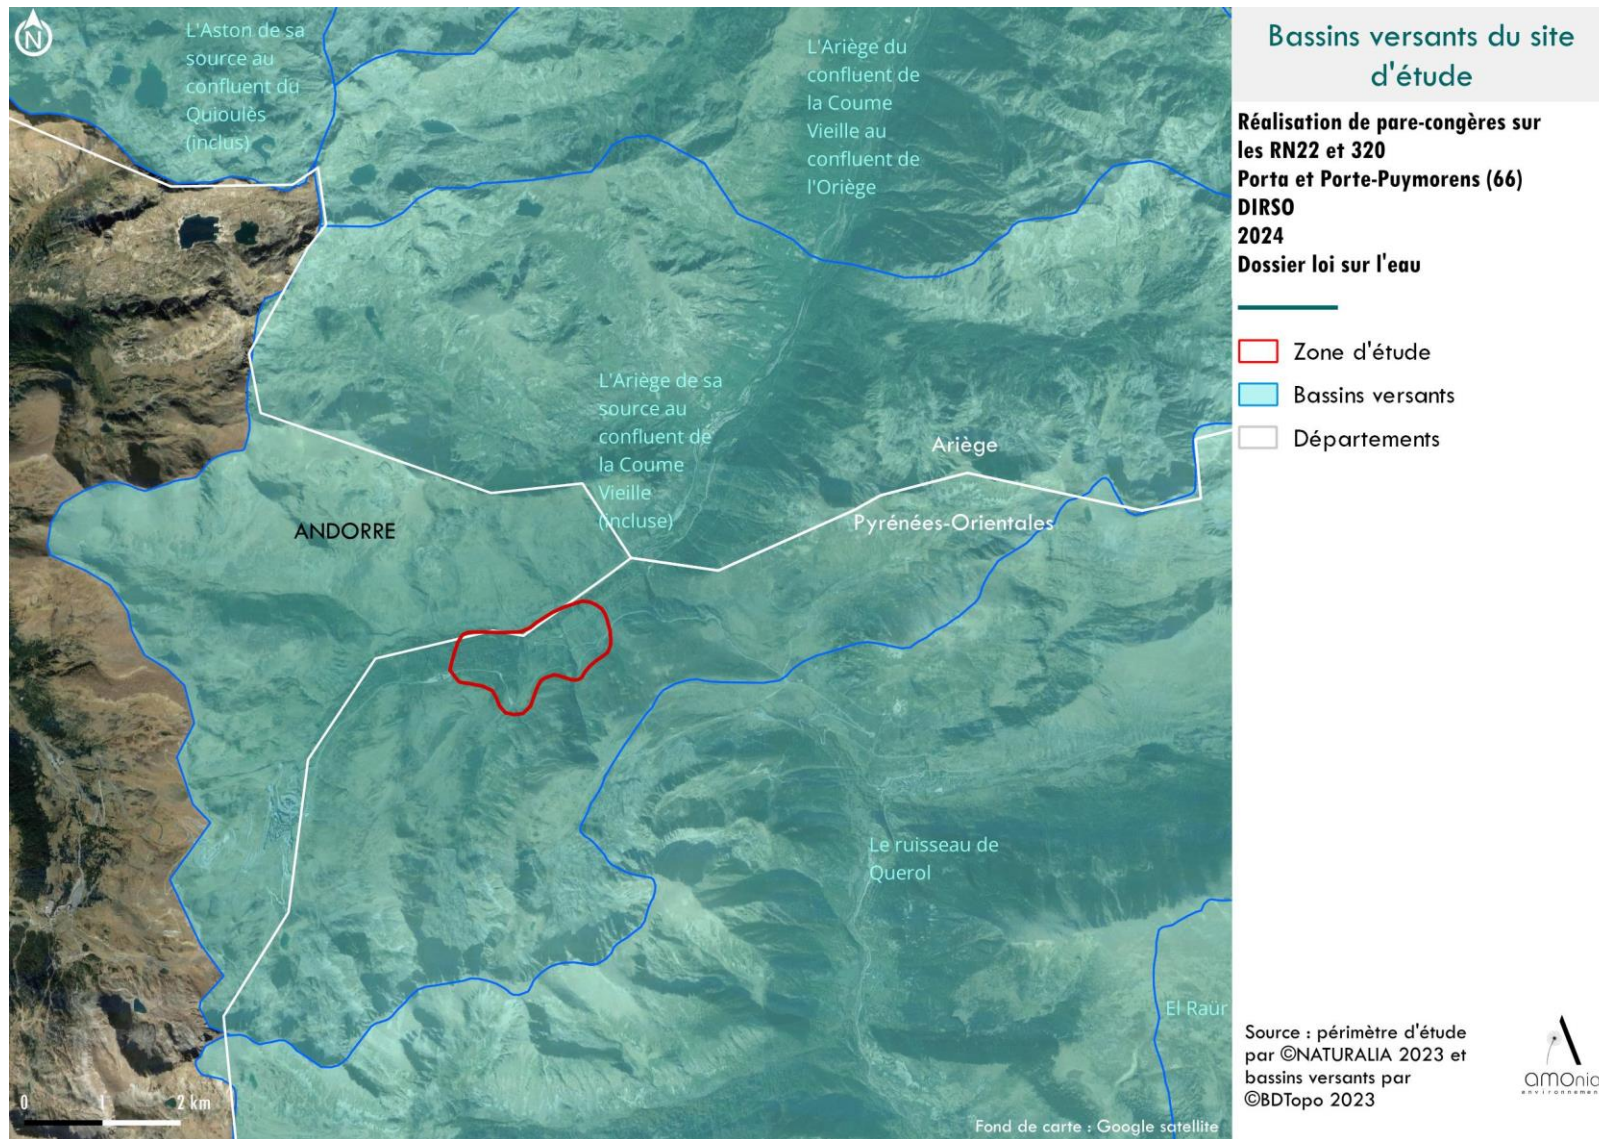 N
L'Aston de sa
source au
confluent du
Quioulès
(inclus)
L'Ariège du
confluent de
la Coume
Vieille au
confluent de
l'Oriège
L'Ariège de sa
source au
confluent de
la Coume
Vieille
(incluse)
Ariège
Pyrénées-Orientales
ANDORRE
Le ruisseau de
Querol
El Raür
0 1 2 km
Fond de carte : Google satellite
Bassins versants du site
d'étude
Réalisation de pare-congères sur
les RN22 et 320
Porta et Porte-Puymorens (66)
DIRSO
2024
Dossier loi sur l'eau
Zone d'étude
Bassins versants
Départements
Source : périmètre d'étude
par ©NATURALIA 2023 et
bassins versants par
©BDTopo 2023
amonia
environnement